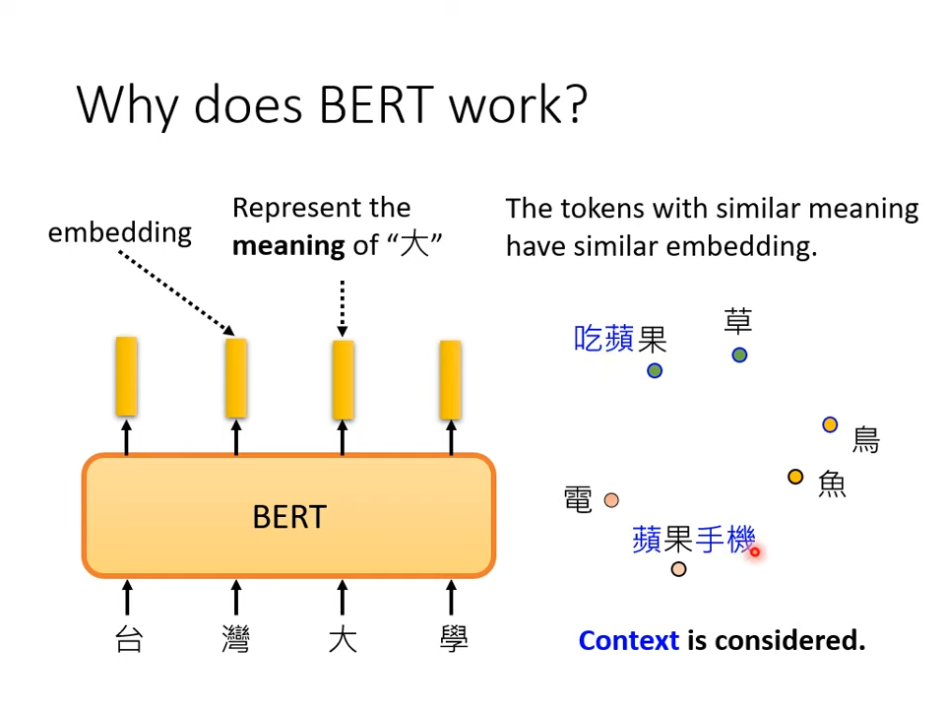 Why does BERT work?
embedding
Represent the
meaning of “大”
The tokens with similar meaning
have similar embedding.
吃蘋果
草
鳥
魚
電
蘋果手機
BERT
台 灣 大 學
Context is considered.